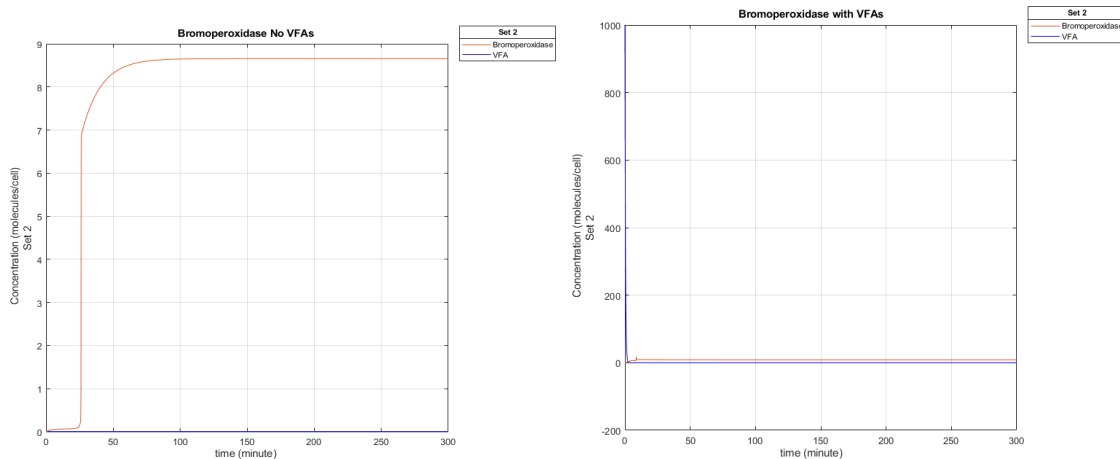 Bromoperoxidase No VFAs
Set 2
Bromoperoxidase
VFA
9
8
7
6
5
4
3
2
1
0
Concentration (molecules/cell)
Set 2
0 50 100 150 200 250 300
time (minute)
Bromoperoxidase with VFAs
Set 2
Bromoperoxidase
VFA
1000
800
600
400
200
0
-200
Concentration (molecules/cell)
Set 2
0 50 100 150 200 250 300
time (minute)